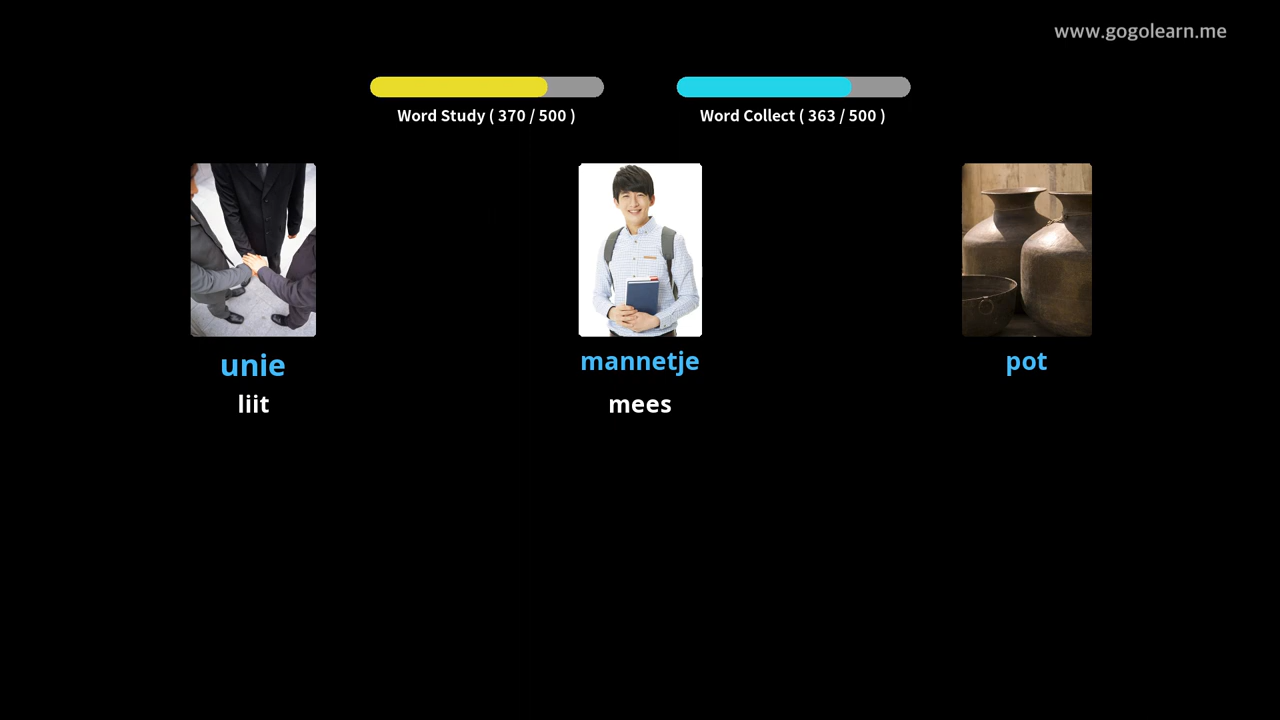 www.gogolearn.me
Word Study ( 370 / 500 )
Word Collect ( 363 / 500 )
unie
mannetje
pot
liit
mees